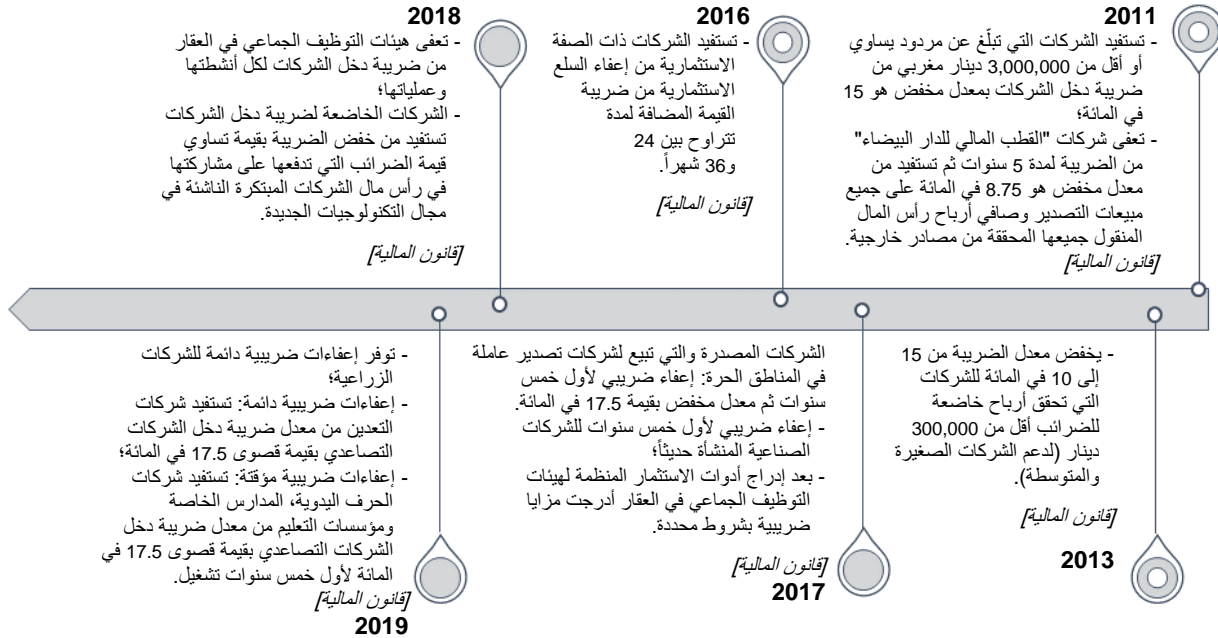 2011
- تستفيد الشركات التي تبلّغ عن مردود يساوي
أو أقل من 3,000,000 دينار مغربي من
ضريبة دخل الشركات بمعدل مخفض هو 15
في المائة؛
- تعفى شركات "القطب المالي للدار البيضاء"
من الضريبة لمدة 5 سنوات ثم تستفيد من
معدل مخفض هو 8.75 في المائة على جميع
مبيعات التصدير وصافي أرباح رأس المال
المنقول جميعها المحققة من مصادر خارجية.
[قانون المالية]
- يخفض معدل الضريبة من 15
إلى 10 في المائة للشركات
التي تحقق أرباح خاضعة
للضرائب أقل من 300,000
دينار (لدعم الشركات الصغيرة
والمتوسطة).
[قانون المالية]
2013
2016
- تستفيد الشركات ذات الصفة
الاستثمارية من إعفاء السلع
الاستثمارية من ضريبة
القيمة المضافة لمدة
تتراوح بين 24
و36 شهراً.
[قانون المالية]
الشركات المصدرة والتي تبيع لشركات تصدير عاملة
في المناطق الحرة: إعفاء ضريبي لأول خمس
سنوات ثم معدل مخفض بقيمة 17.5 في المائة.
- إعفاء ضريبي لأول خمس سنوات للشركات
الصناعية المنشأة حديثاً؛
- بعد إدراج أدوات الاستثمار المنظمة لهيئات
التوظيف الجماعي في العقار أدرجت مزايا
ضريبية بشروط محددة.
[قانون المالية]
2017
2018
- تعفى هيئات التوظيف الجماعي في العقار
من ضريبة دخل الشركات لكل أنشطتها
وعملياتها؛
- الشركات الخاضعة لضريبة دخل الشركات
تستفيد من خفض الضريبة بقيمة تساوي
قيمة الضرائب التي تدفعها على مشاركتها
في رأس مال الشركات المبتكرة الناشئة في
مجال التكنولوجيات الجديدة.
[قانون المالية]
- توفر إعفاءات ضريبية دائمة للشركات
الزراعية؛
- إعفاءات ضريبية دائمة: تستفيد شركات
التعدين من معدل ضريبة دخل الشركات
التصاعدي بقيمة قصوى 17.5 في المائة؛
- إعفاءات ضريبية مؤقتة: تستفيد شركات
الحرف اليدوية، المدارس الخاصة
ومؤسسات التعليم من معدل ضريبة دخل
الشركات التصاعدي بقيمة قصوى 17.5 في
المائة لأول خمس سنوات تشغيل.
[قانون المالية]
2019